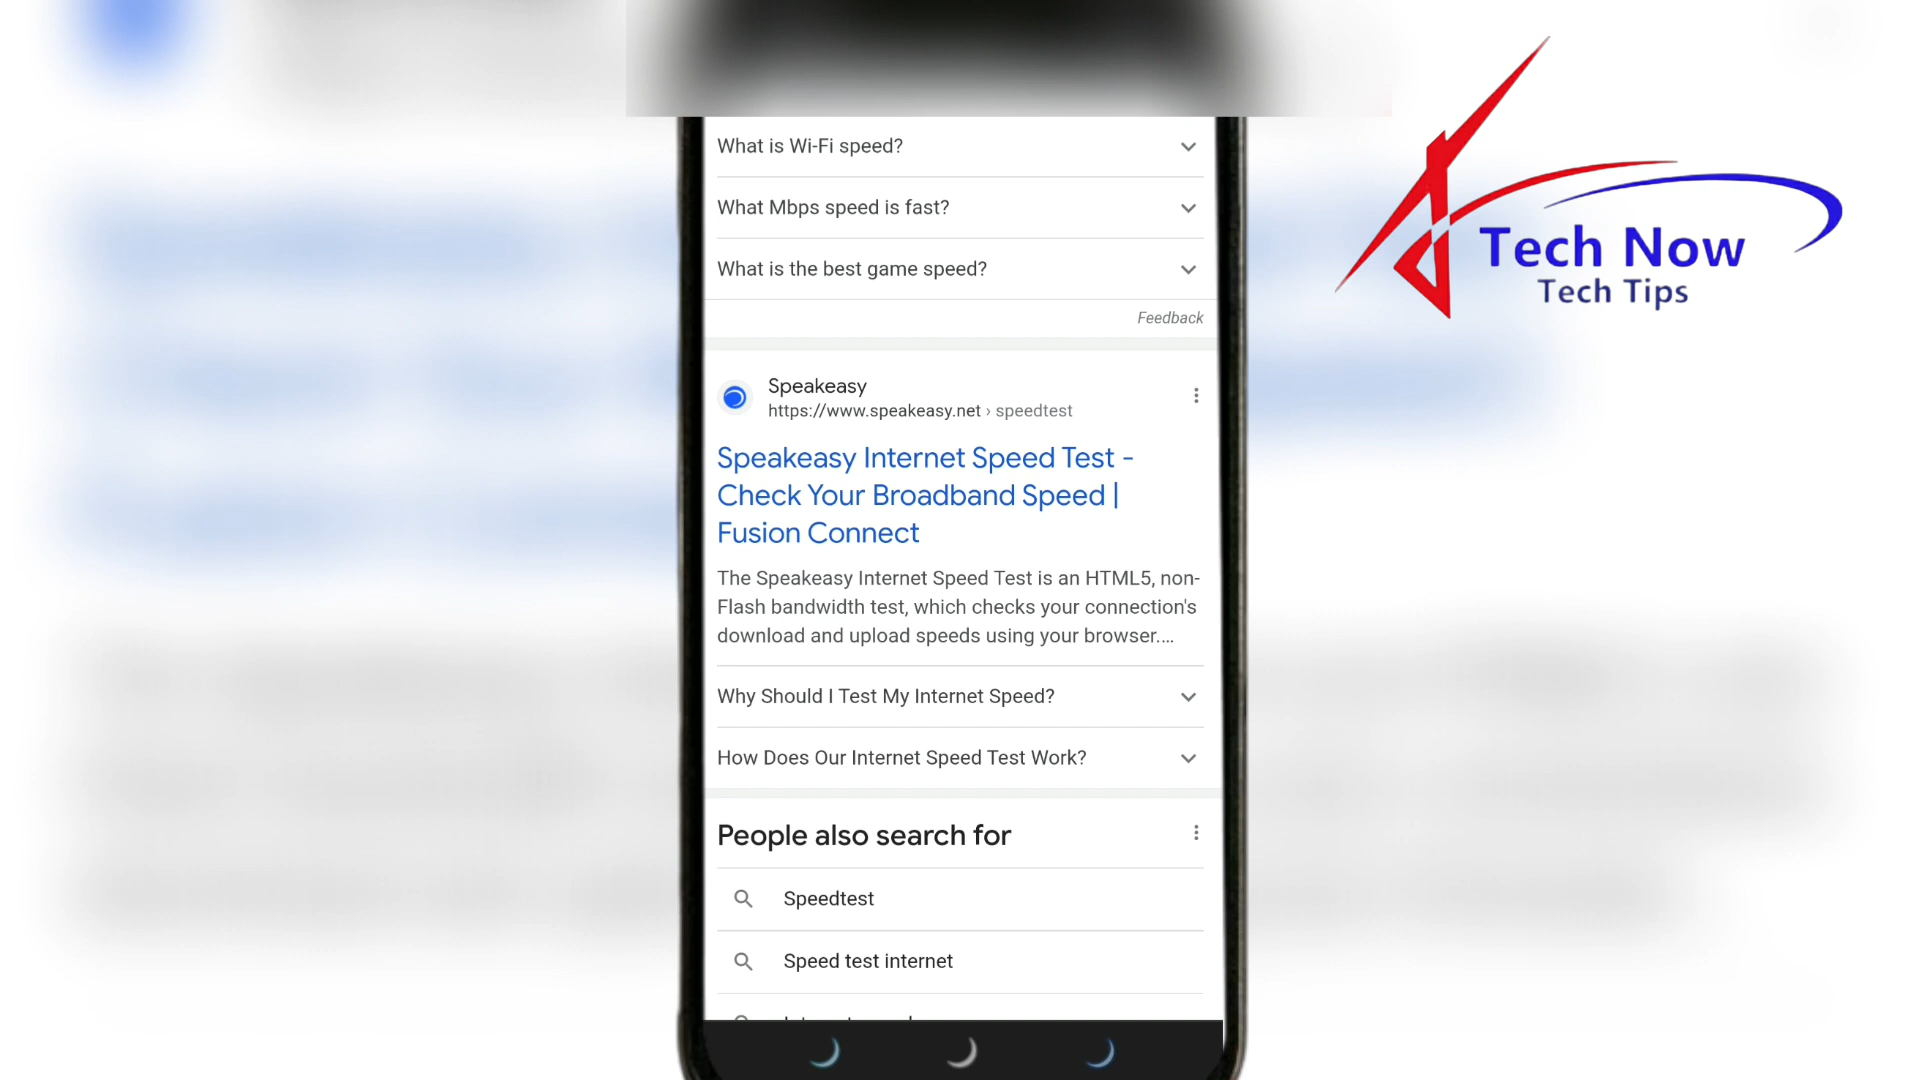 What is Wi-Fi speed?
What Mbps speed is fast?
What is the best game speed?
Feedback
Tech Now
Tech Tips
Speakeasy
https://www.speakeasy.net › speedtest
Speakeasy Internet Speed Test -
Check Your Broadband Speed |
Fusion Connect
The Speakeasy Internet Speed Test is an HTML5, non-
Flash bandwidth test, which checks your connection's
download and upload speeds using your browser....
Why Should I Test My Internet Speed?
How Does Our Internet Speed Test Work?
People also search for
Speedtest
Speed test internet